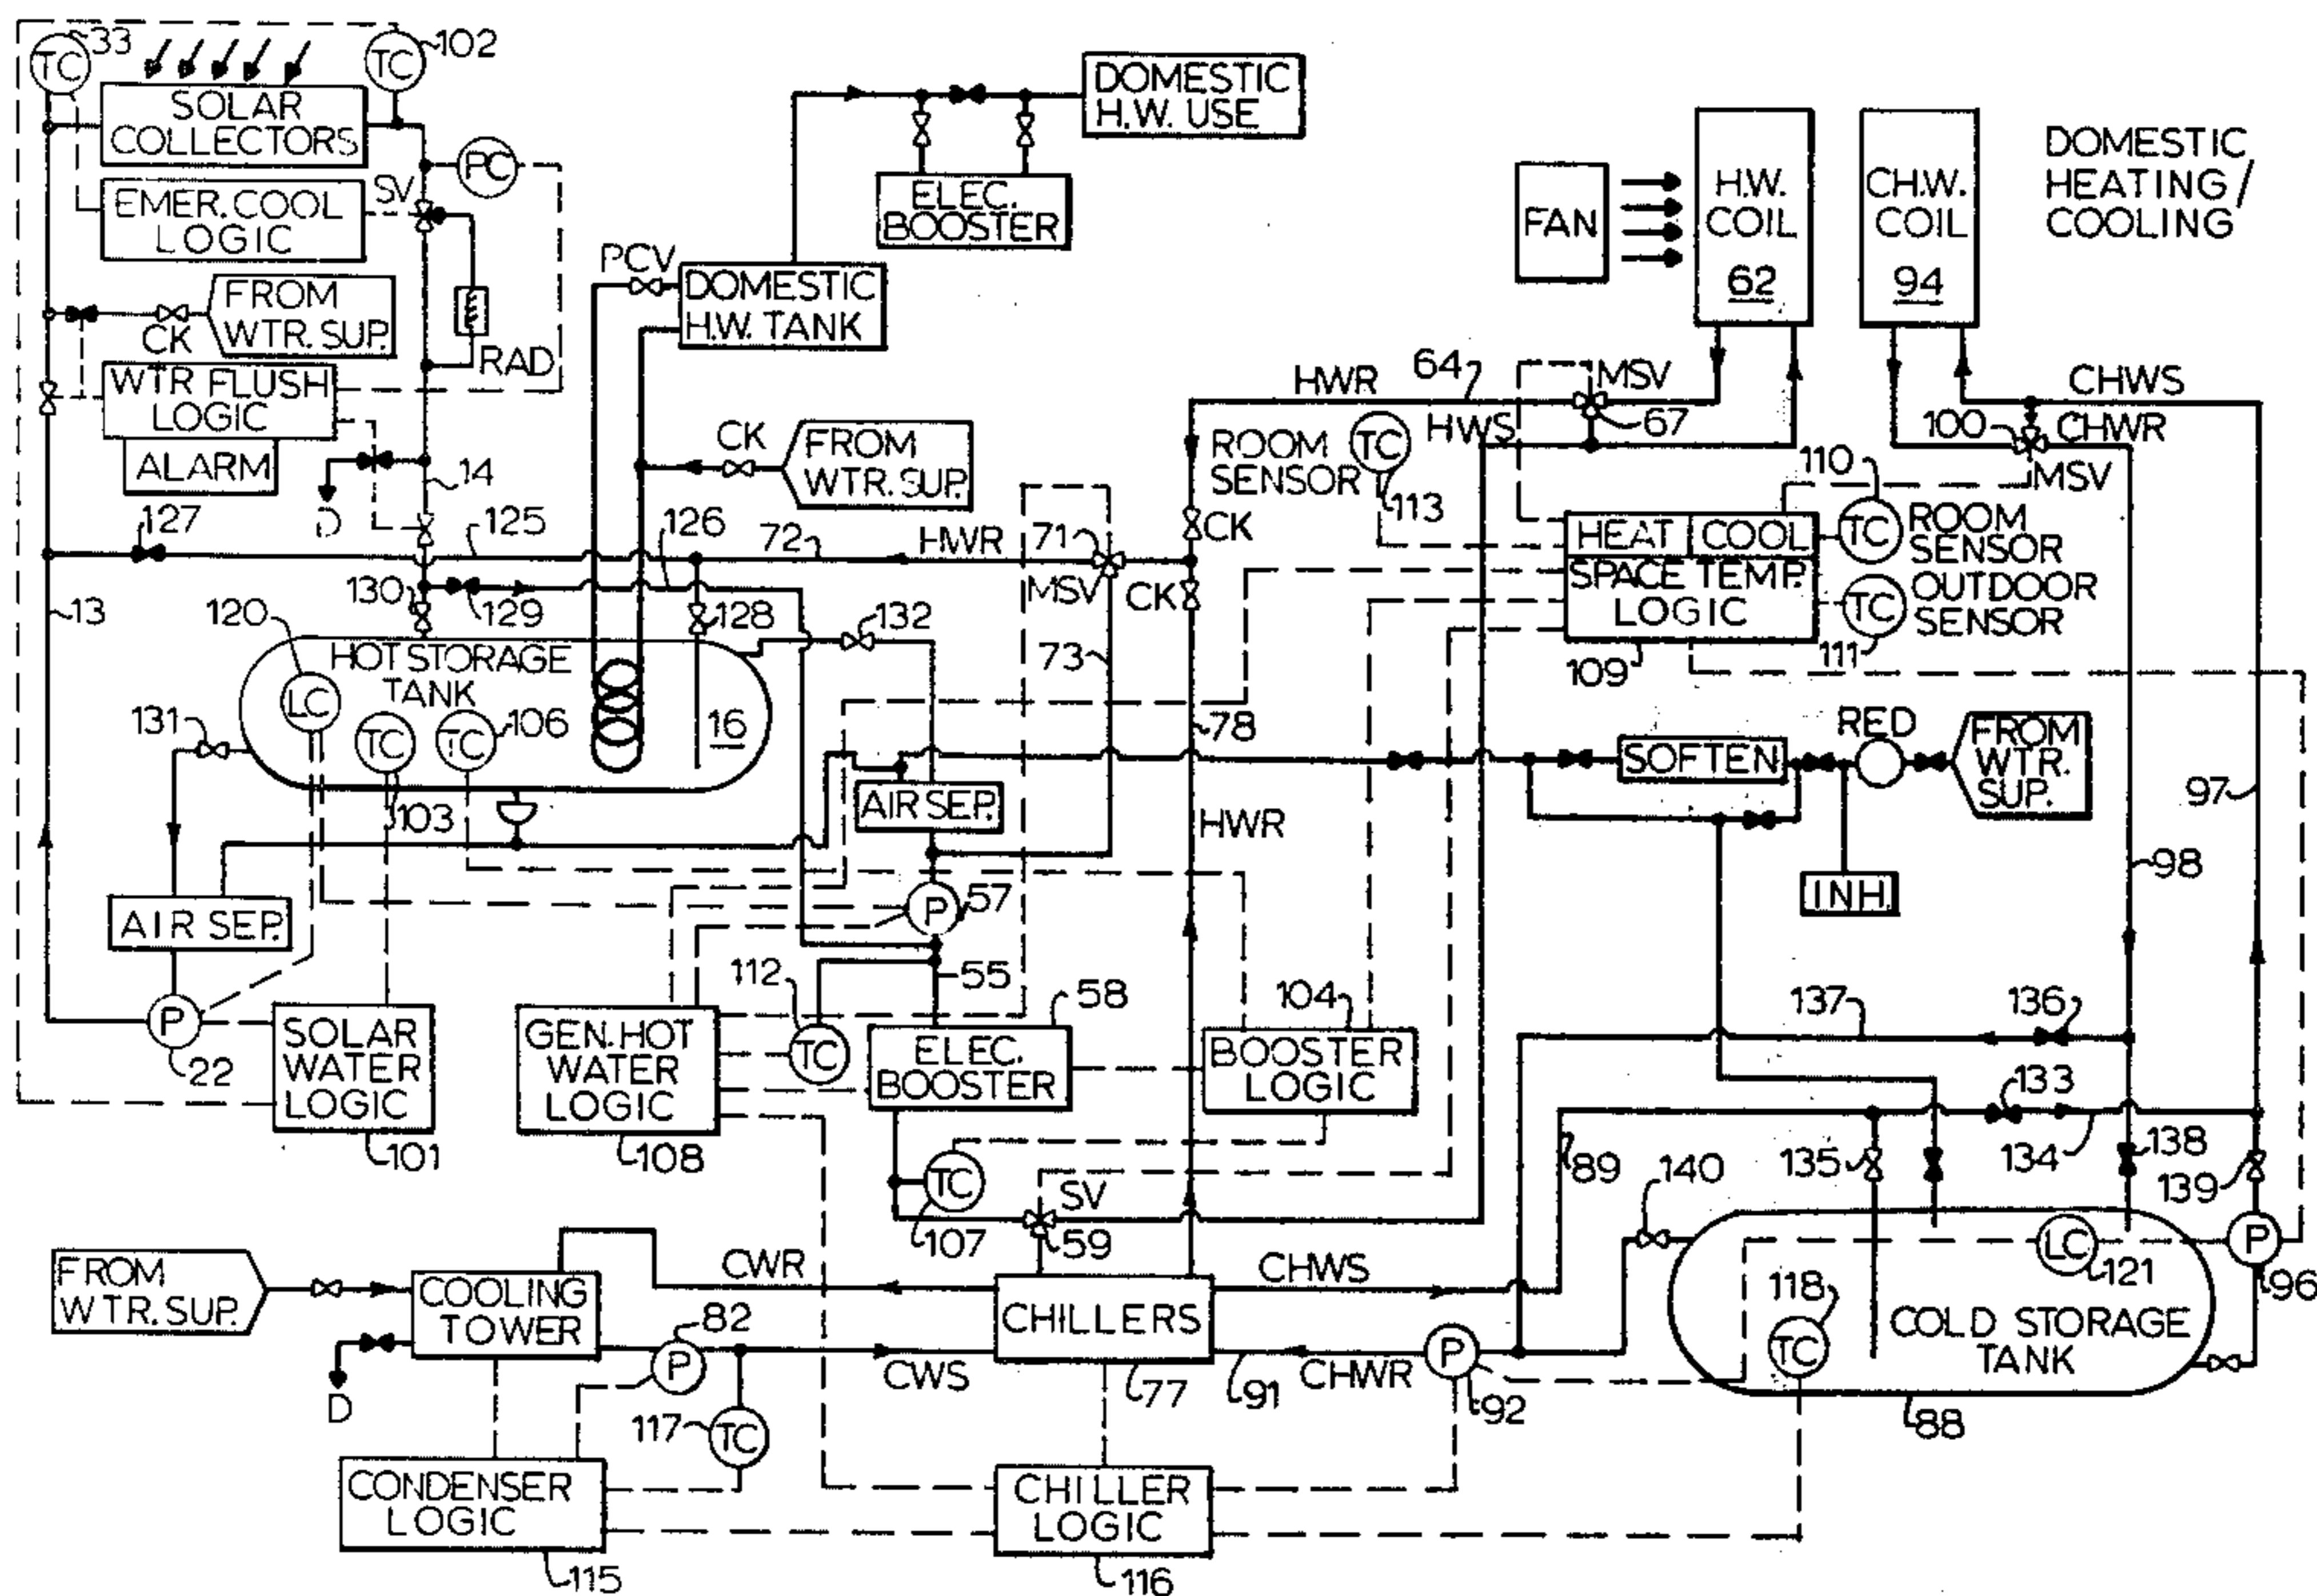 33
TC
TC
102
SOLAR
COLLECTORS
PC
SV
EMER. COOL
LOGIC
FROM
WTR. SUP.
CK
RAD
WTR FLUSH
LOGIC
ALARM
D
14
DOMESTIC
H.W. USE
ELEC.
BOOSTER
PCV
DOMESTIC
H.W. TANK
CK
FROM
WTR. SUP.
FAN
H.W.
COIL
62
CH.W.
COIL
94
DOMESTIC
HEATING/
COOLING
64
HWR
MSV
HWS
67
CHWS
100
CHWR
MSV
ROOM
SENSOR
TC
113
CK
110
TC
ROOM
SENSOR
HEAT
COOL
SPACE TEMP.
LOGIC
109
TC
OUTDOOR
SENSOR
111
127
125
126
72
HWR
71
MSV
CK
13
130
129
128
132
120
HOT STORAGE
TANK
LC
TC
TC
106
16
103
131
73
78
HWR
AIR SEP.
SOFTEN
RED
FROM
WTR.
SUP.
INH.
97
98
AIR SEP.
P
57
55
P
22
SOLAR
WATER
LOGIC
101
GEN. HOT
WATER
LOGIC
108
112
TC
58
ELEC.
BOOSTER
104
BOOSTER
LOGIC
137
136
133
134
138
139
135
89
140
TC
107
SV
59
FROM
WTR. SUP.
COOLING
TOWER
D
CWR
82
P
CWS
117
TC
CHILLERS
77
CHWS
91
CHWR
P
92
LC
121
P
96
118
TC
COLD STORAGE
TANK
88
CONDENSER
LOGIC
115
CHILLER
LOGIC
116